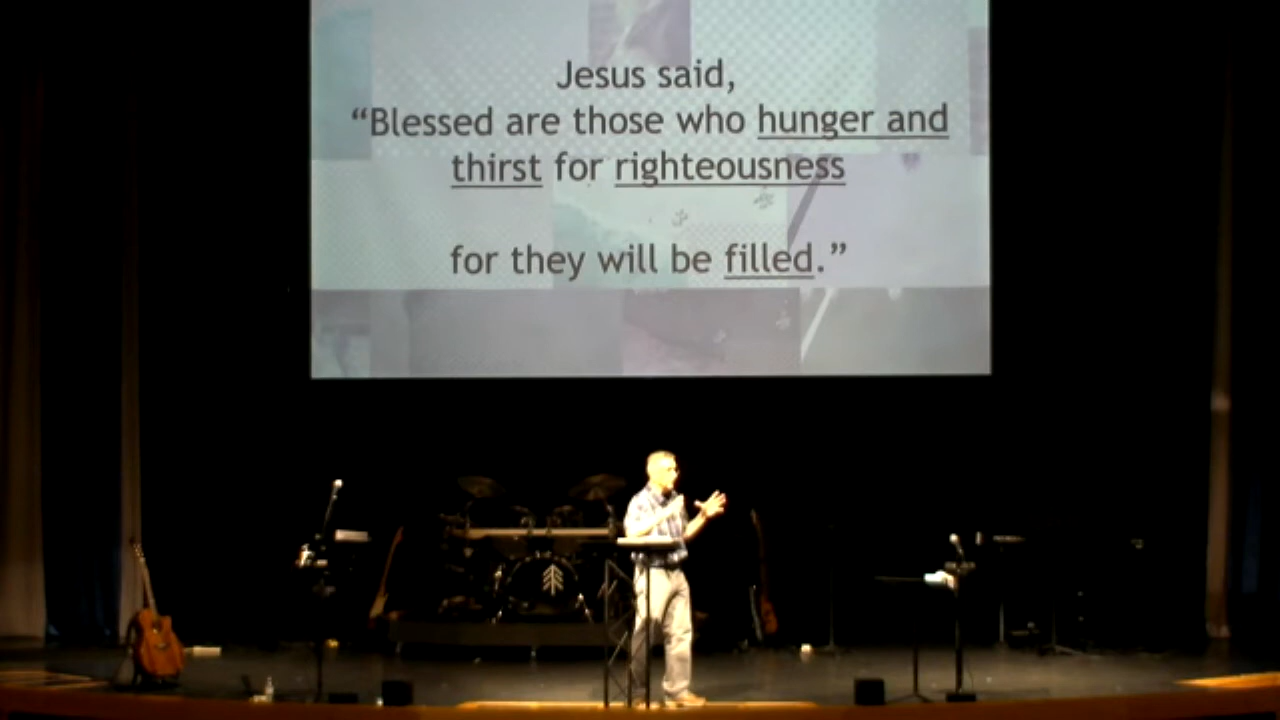 Jesus said,
“Blessed are those who hunger and
thirst for righteousness
for they will be filled.”